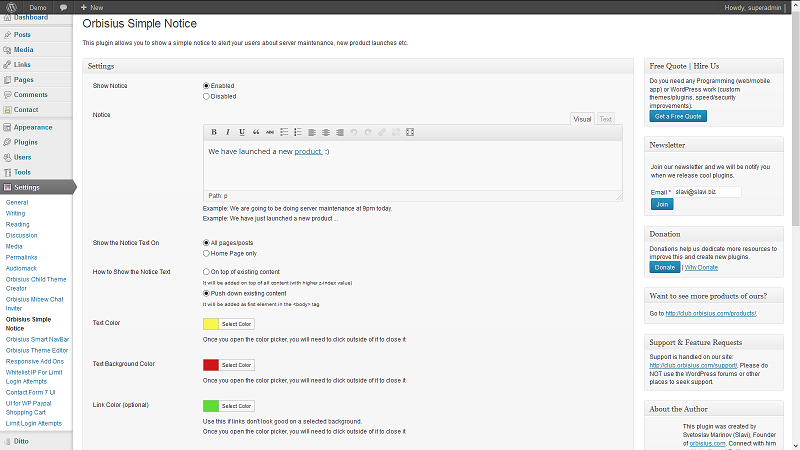 Demo
New
Howdy, superadmin
Dashboard
Posts
Media
Links
Pages
Comments
Contact
Appearance
Plugins
Users
Tools
Settings
General
Writing
Reading
Discussion
Media
Permalinks
Audiomack
Orbisius Child Theme
Creator
Orbisius Mibew Chat
Inviter
Orbisius Simple
Notice
Orbisius Smart NavBar
Orbisius Theme Editor
Responsive Add Ons
Whitelist IP For Limit
Login Attempts
Contact Form 7 UI
UI for WP Paypal
Shopping Cart
Limit Login Attempts
Ditto
Orbisius Simple Notice
This plugin allows you to show a simple notice to alert your users about server maintenance, new product launches etc.
Settings
Show Notice
Enabled
Disabled
Notice
Visual
Text
B I U ABC
We have launched a new product :)
Path: p
Example: We are going to be doing server maintenance at 9pm today.
Example: We have just launched a new product ...
Show the Notice Text On
All pages/posts
Home Page only
How to Show the Notice Text
On top of existing content
It will be added on top of all content (with higher z-index value)
Push down existing content
It will be added as first element in the <body> tag
Text Color
Select Color
Once you open the color picker, you will need to click outside of it to close it
Text Background Color
Select Color
Once you open the color picker, you will need to click outside of it to close it
Link Color (optional)
Select Color
Use this if links don't look good on a selected background.
Once you open the color picker, you will need to click outside of it to close it
Free Quote | Hire Us
Do you need any Programming (web/mobile
app) or WordPress work (custom
themes/plugins, speed/security
improvements).
Get a Free Quote
Newsletter
Join our newsletter and we will be notify you
when we release cool plugins.
Email * slavi@slavi.biz
Join
Donation
Donations help us dedicate more resources to
improve this and create new plugins.
Donate | Why Donate
Want to see more products of ours?
Go to http://club.orbisius.com/products/.
Support & Feature Requests
Support is handled on our site:
http://club.orbisius.com/support/. Please do
NOT use the WordPress forums or other
places to seek support.
About the Author
This plugin was created by
Svetoslav Marinov (Slavi), Founder
of orbisius.com. Connect with him